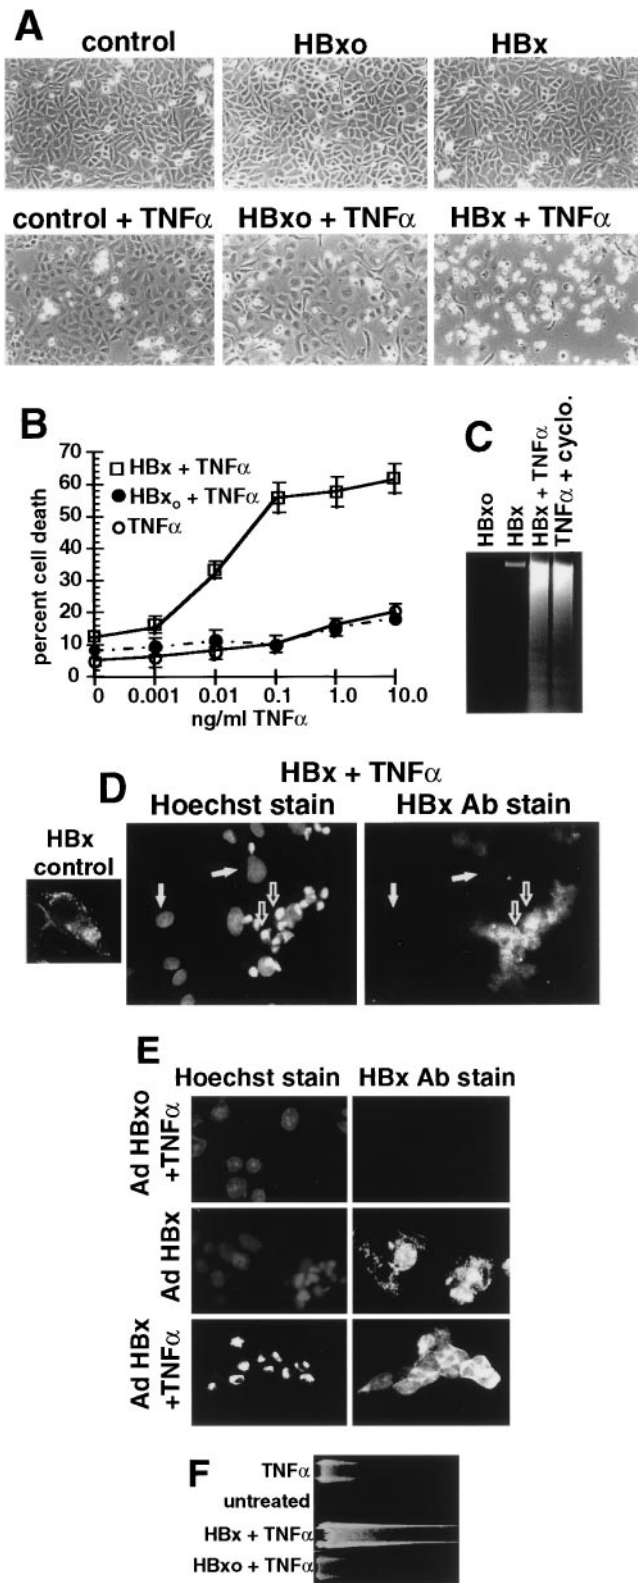 A
control
HBxo
HBx
control + TNFα
HBxo + TNFα
HBx + TNFα
B
70
60
50
40
30
20
10
0
percent cell death
HBx + TNFα
HBxo + TNFα
TNFα
0 0.001 0.01 0.1 1.0 10.0
ng/ml TNFα
C
HBxo
HBx
HBx + TNFα
TNFα + cyclo.
HBx + TNFα
D
Hoechst stain
HBx Ab stain
HBx
control
E
Hoechst stain
HBx Ab stain
Ad HBxo
+TNFα
Ad HBx
Ad HBx
+TNFα
F
TNFα
untreated
HBx + TNFα
HBxo + TNFα